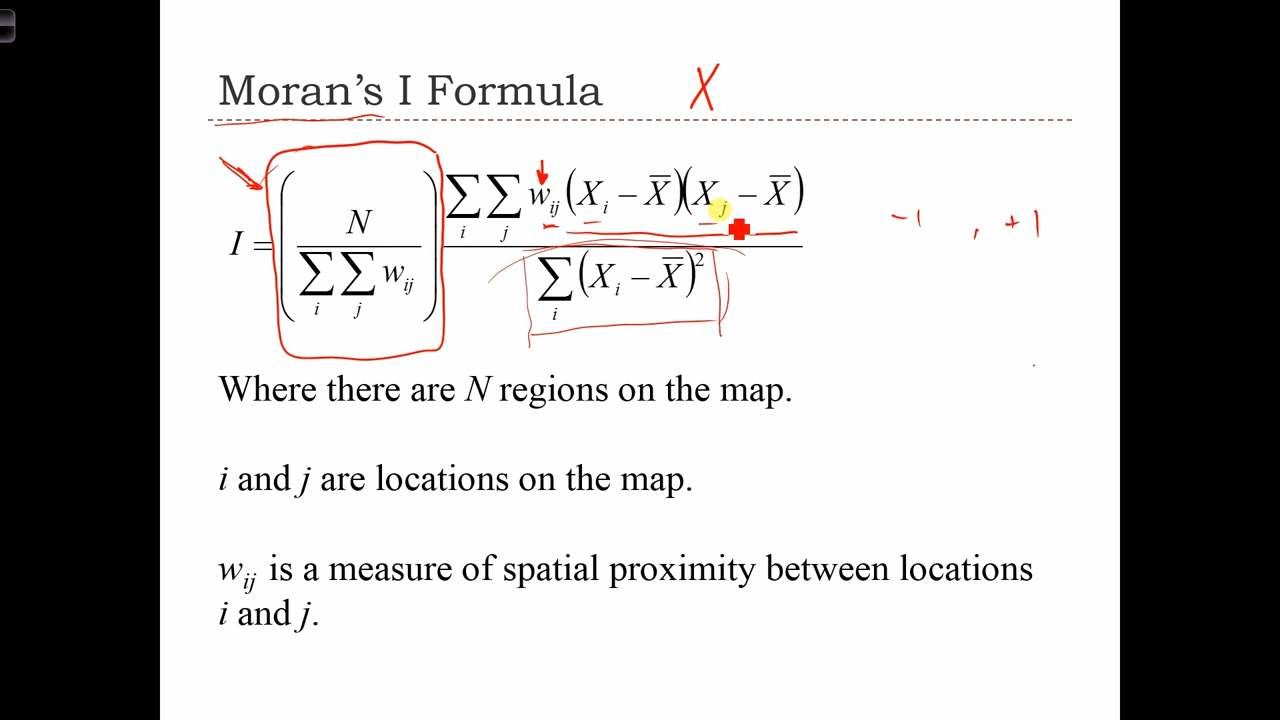 Moran's I Formula X
I = ( N / ∑i ∑j wij ) ∑i ∑j wij (Xi − X̄)(Xj − X̄) / ∑i (Xi − X̄)²
-1 , +1
Where there are N regions on the map.
i and j are locations on the map.
wij is a measure of spatial proximity between locations
i and j.